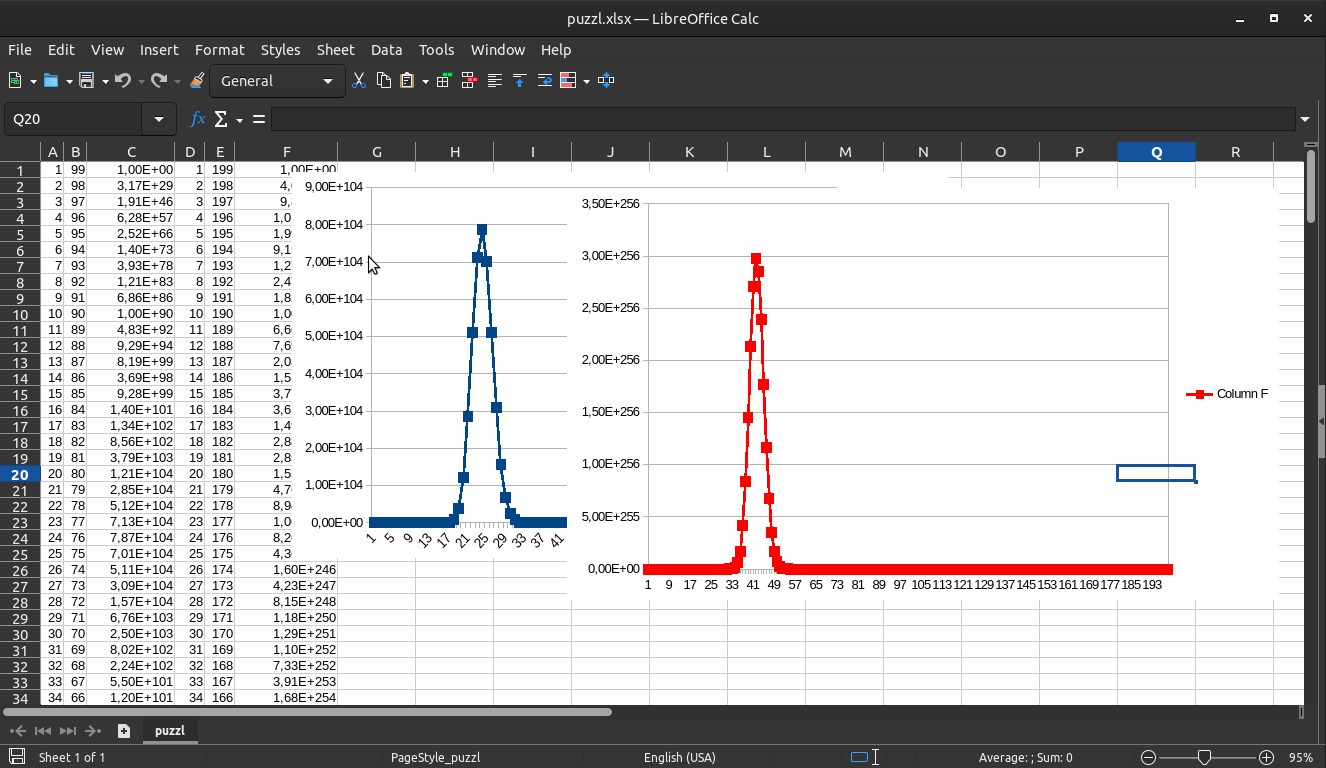 puzzl.xlsx — LibreOffice Calc
File Edit View Insert Format Styles Sheet Data Tools Window Help
General
Q20
A B C D E F G H I J K L M N O P Q R
1 1 99 1,00E+00 1 199 1,00E+00
2 2 98 3,17E+29 2 198 4,
3 3 97 1,91E+46 3 197 9,
4 4 96 6,28E+57 4 196 1,0
5 5 95 2,52E+66 5 195 1,9
6 6 94 1,40E+73 6 194 9,1
7 7 93 3,93E+78 7 193 1,2
8 8 92 1,21E+83 8 192 2,4
9 9 91 6,86E+86 9 191 1,8
10 10 90 1,00E+90 10 190 1,0
11 11 89 4,83E+92 11 189 6,6
12 12 88 9,29E+94 12 188 7,6
13 13 87 8,19E+99 13 187 2,0
14 14 86 3,69E+98 14 186 1,5
15 15 85 9,28E+99 15 185 3,7
16 16 84 1,40E+101 16 184 3,6
17 17 83 1,34E+102 17 183 1,4
18 18 82 8,56E+102 18 182 2,8
19 19 81 3,79E+103 19 181 2,8
20 20 80 1,21E+104 20 180 1,5
21 21 79 2,85E+104 21 179 4,7
22 22 78 5,12E+104 22 178 8,9
23 23 77 7,13E+104 23 177 1,0
24 24 76 7,87E+104 24 176 8,2
25 25 75 7,01E+104 25 175 4,3
26 26 74 5,11E+104 26 174 1,60E+246
27 27 73 3,09E+104 27 173 4,23E+247
28 28 72 1,57E+104 28 172 8,15E+248
29 29 71 6,76E+103 29 171 1,18E+250
30 30 70 2,50E+103 30 170 1,29E+251
31 31 69 8,02E+102 31 169 1,10E+252
32 32 68 2,24E+102 32 168 7,33E+252
33 33 67 5,50E+101 33 167 3,91E+253
34 34 66 1,20E+101 34 166 1,68E+254
9,00E+104
8,00E+104
7,00E+104
6,00E+104
5,00E+104
4,00E+104
3,00E+104
2,00E+104
1,00E+104
0,00E+00
1 5 9 13 17 21 25 29 33 37 41
3,50E+256
3,00E+256
2,50E+256
2,00E+256
1,50E+256
1,00E+256
5,00E+255
0,00E+00
1 9 17 25 33 41 49 57 65 73 81 89 97 105 113 121 129 137 145 153 161 169 177 185 193
Column F
puzzl
Sheet 1 of 1 PageStyle_puzzl English (USA) Average: ; Sum: 0 95%